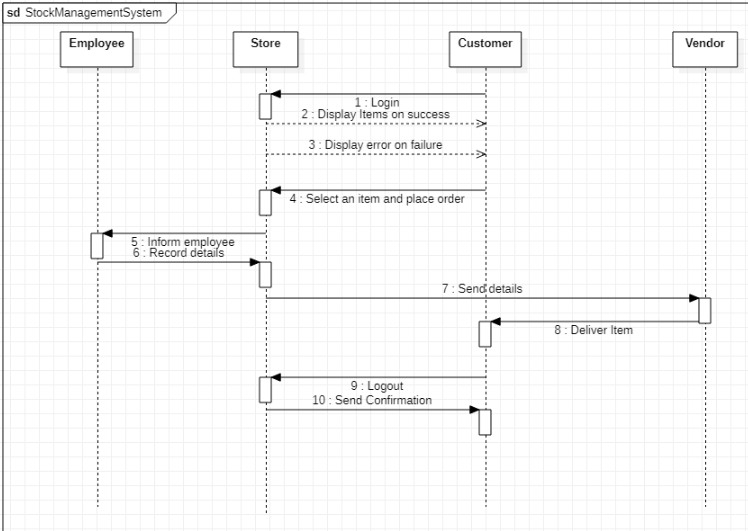 sd StockManagementSystem
Employee
Store
Customer
Vendor
1 : Login
2 : Display Items on success
3 : Display error on failure
4 : Select an item and place order
5 : Inform employee
6 : Record details
7 : Send details
8 : Deliver Item
9 : Logout
10 : Send Confirmation